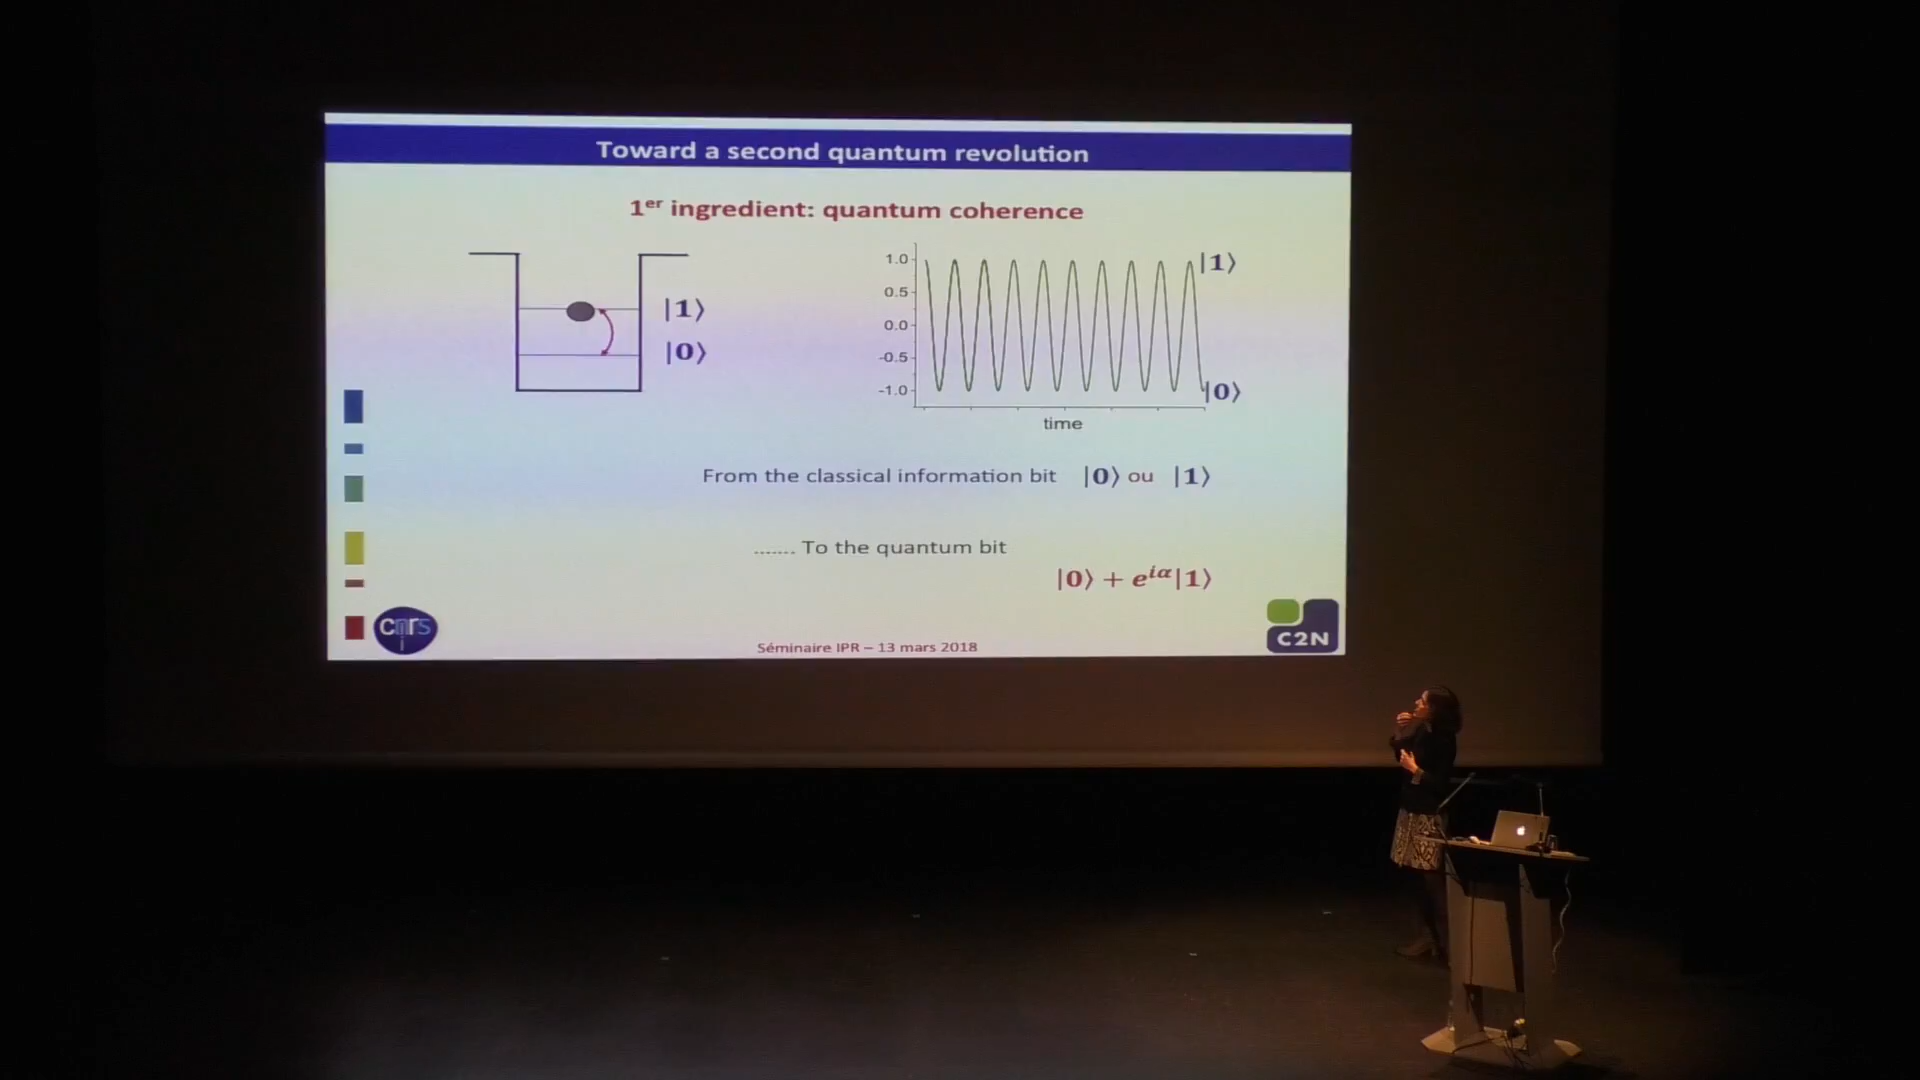 Toward a second quantum revolution
1er ingredient: quantum coherence
|1⟩
|0⟩
1.0
0.5
0.0
-0.5
-1.0
|1⟩
|0⟩
time
From the classical information bit |0⟩ ou |1⟩
....... To the quantum bit
|0⟩ + e^{iα}|1⟩
cnrs
Séminaire IPR – 13 mars 2018
C2N